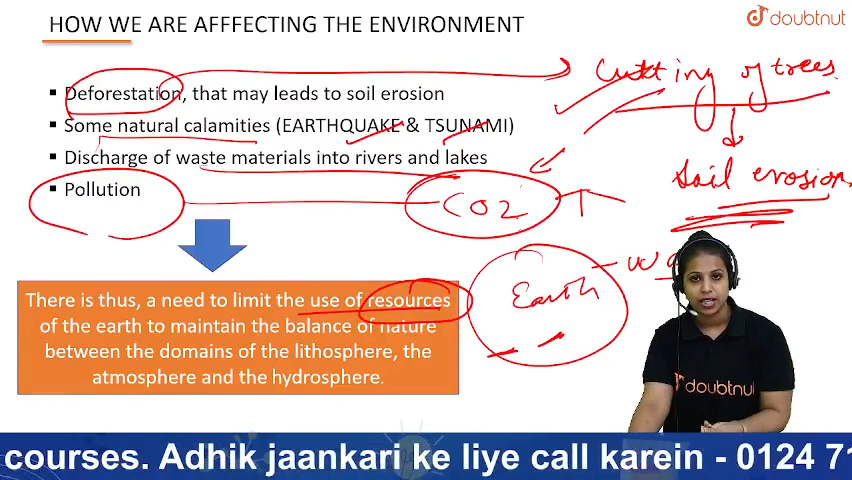 HOW WE ARE AFFFECTING THE ENVIRONMENT
doubtnut
▪ Deforestation, that may leads to soil erosion
Cutting of trees
▪ Some natural calamities (EARTHQUAKE & TSUNAMI)
▪ Discharge of waste materials into rivers and lakes
Soil erosion
▪ Pollution
CO2
There is thus, a need to limit the use of resources
of the earth to maintain the balance of nature
between the domains of the lithosphere, the
atmosphere and the hydrosphere.
Earth
doubtnut
courses. Adhik jaankari ke liye call karein - 0124 71